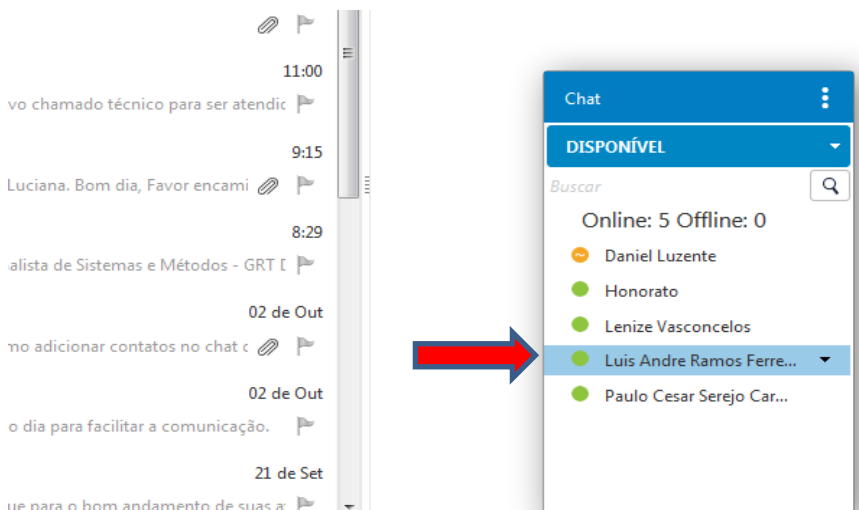 11:00
vo chamado técnico para ser atendic
9:15
Luciana. Bom dia, Favor encami
8:29
alista de Sistemas e Métodos - GRT D
02 de Out
mo adicionar contatos no chat c
02 de Out
o dia para facilitar a comunicação.
21 de Set
ue para o bom andamento de suas a
Chat
DISPONÍVEL
Buscar
Online: 5 Offline: 0
Daniel Luzente
Honorato
Lenize Vasconcelos
Luis Andre Ramos Ferre...
Paulo Cesar Serejo Car...